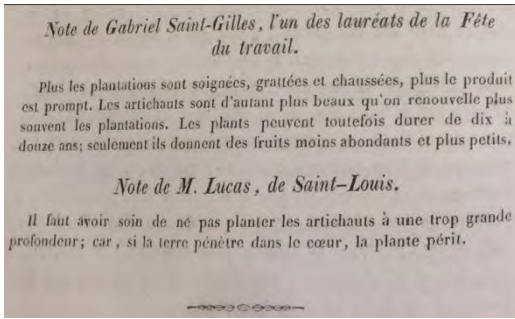 Note de Gabriel Saint-Gilles, l'un des lauréats de la Fête
du travail.
Plus les plantations sont soignées, grattées et chaussées, plus le produit
est prompt. Les artichauts sont d'autant plus beaux qu'on renouvelle plus
souvent les plantations. Les plants peuvent toutefois durer de dix à
douze ans; seulement ils donnent des fruits moins abondants et plus petits.
Note de M. Lucas, de Saint-Louis.
Il faut avoir soin de ne pas planter les artichauts à une trop grande
profondeur; car, si la terre pénètre dans le cœur, la plante périt.